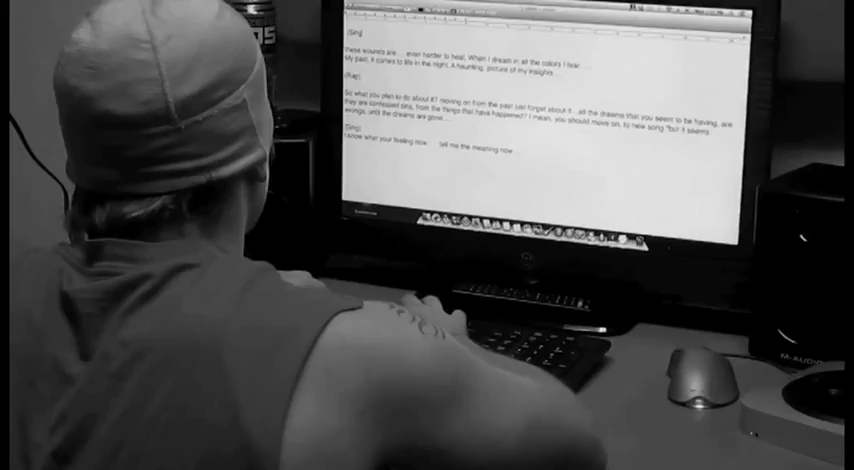 [Sing]
these wounds are.... even harder to heal, When I dream in all the colors I fear.....
My past, it comes to life in the night, A haunting, picture of my insights....
(Rap)
So what you plan to do about it? moving on from the past just forget about it...all the dreams that you seem to be having, are
they are confessed sins, from the things that have happened? I mean, you should move on, to new song "but it seems
wrongs, until the dreams are gone.....
(Sing)
I know what your feeling now tell me the meaning now...
M-AUDIO